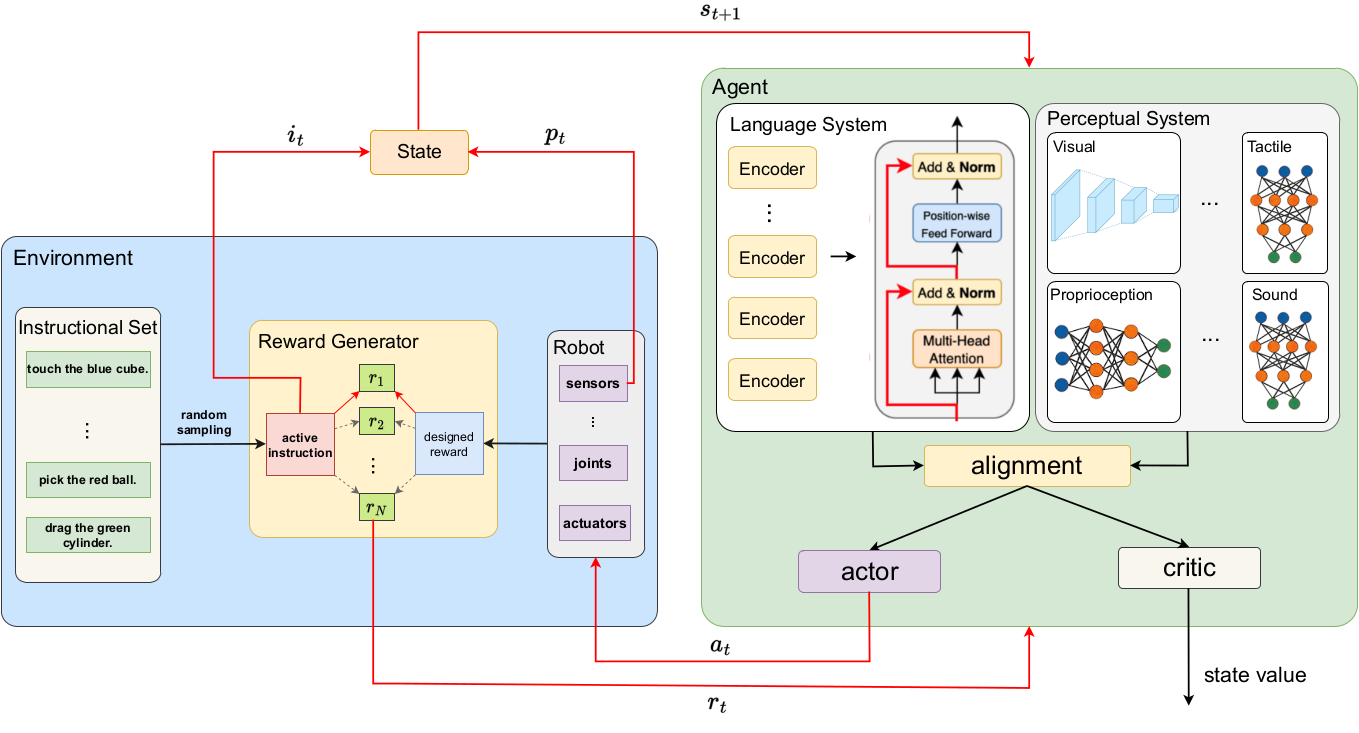 s_{t+1}
i_t
State
p_t
Environment
Instructional Set
touch the blue cube.
⋮
pick the red ball.
drag the green
cylinder.
random
sampling
Reward Generator
active
instruction
r_1
r_2
⋮
r_N
designed
reward
Robot
sensors
⋮
joints
actuators
Agent
Language System
Encoder
⋮
Encoder
Encoder
Encoder
Add & Norm
Position-wise
Feed Forward
Add & Norm
Multi-Head
Attention
Perceptual System
Visual
...
Tactile
Proprioception
...
Sound
alignment
actor
critic
a_t
r_t
state value